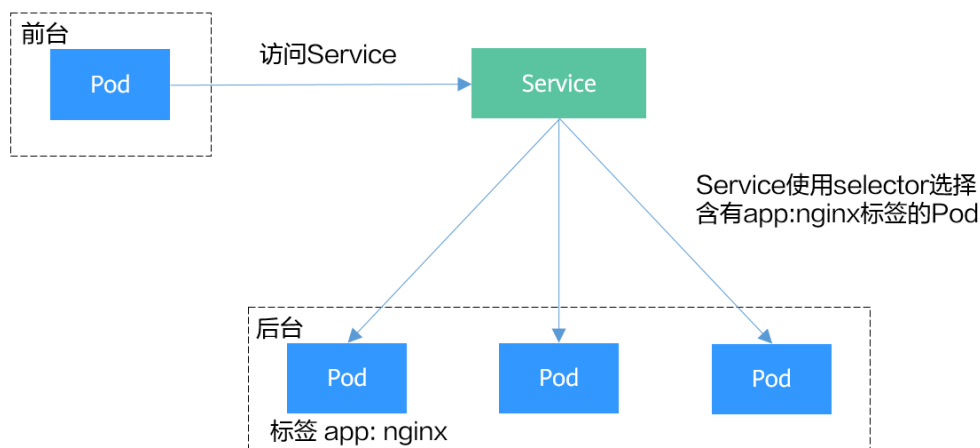 前台
Pod
访问Service
Service
Service使用selector选择
含有app:nginx标签的Pod
后台
Pod
Pod
Pod
标签 app: nginx